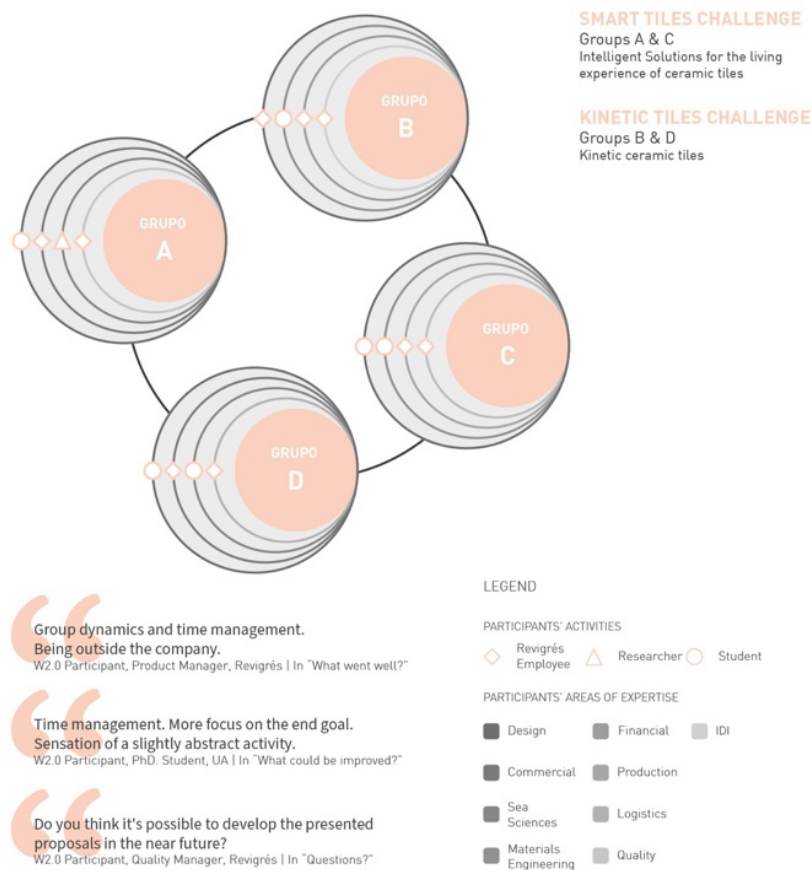 SMART TILES CHALLENGE
Groups A & C
Intelligent Solutions for the living
experience of ceramic tiles
KINETIC TILES CHALLENGE
Groups B & D
Kinetic ceramic tiles
GRUPO
B
GRUPO
A
GRUPO
C
GRUPO
D
Group dynamics and time management.
Being outside the company.
W2.0 Participant, Product Manager, Revigrés | In "What went well?"
Time management. More focus on the end goal.
Sensation of a slightly abstract activity.
W2.0 Participant, PhD. Student, UA | In "What could be improved?"
Do you think it's possible to develop the presented
proposals in the near future?
W2.0 Participant, Quality Manager, Revigrés | In "Questions?"
LEGEND
PARTICIPANTS' ACTIVITIES
Revigrés
Employee
Researcher
Student
PARTICIPANTS' AREAS OF EXPERTISE
Design
Financial
IDI
Commercial
Production
Sea
Sciences
Logistics
Materials
Engineering
Quality